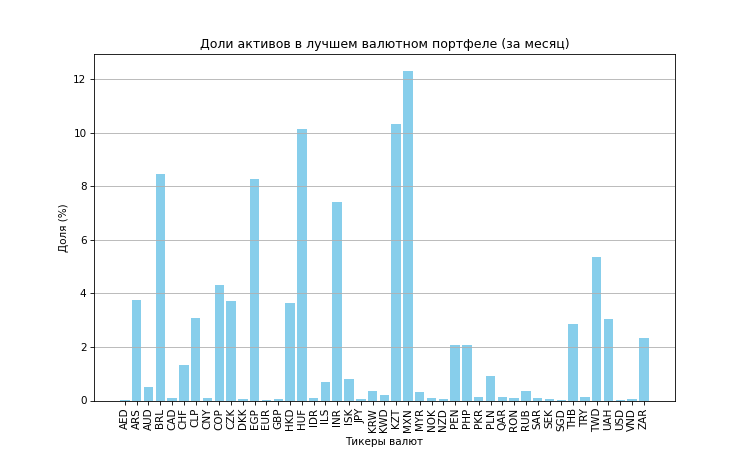 Доли активов в лучшем валютном портфеле (за месяц)
12
10
8
6
4
2
0
Доля (%)
AED ARS AUD BRL CAD CHF CLP CNY COP CZK DKK EGP EUR GBP HKD HUF IDR ILS INR ISK JPY KRW KWD KZT MXN MYR NOK NZD PEN PHP PKR PLN QAR RON RUB SAR SEK SGD THB TRY TWD UAH USD VND ZAR
Тикеры валют